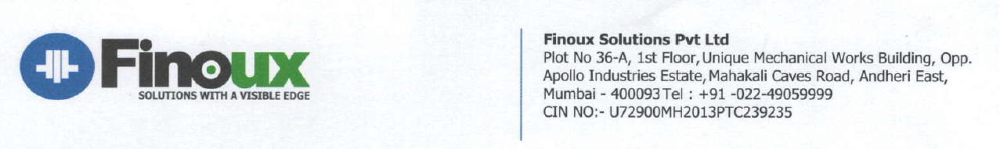 Finoux
SOLUTIONS WITH A VISIBLE EDGE
Finoux Solutions Pvt Ltd
Plot No 36-A, 1st Floor, Unique Mechanical Works Building, Opp.
Apollo Industries Estate, Mahakali Caves Road, Andheri East,
Mumbai - 400093 Tel : +91 -022-49059999
CIN NO:- U72900MH2013PTC239235